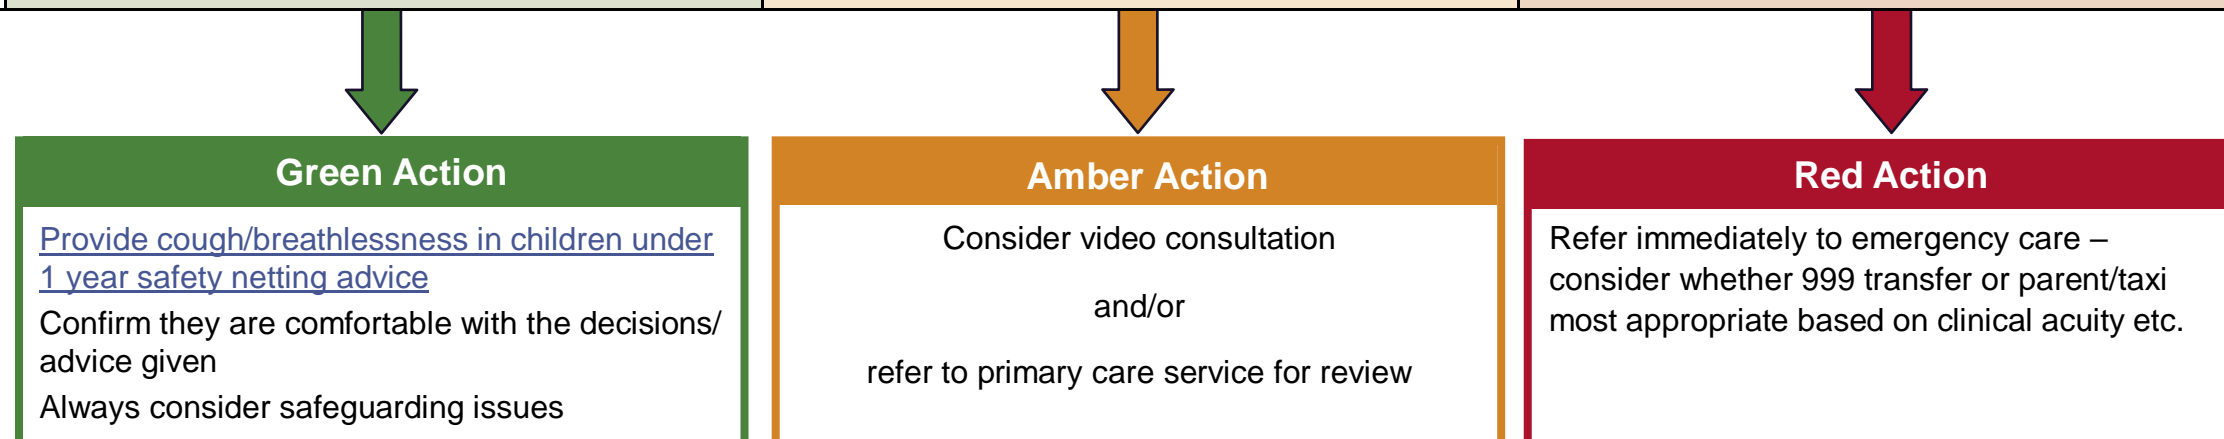 Green Action
Provide cough/breathlessness in children under
1 year safety netting advice
Confirm they are comfortable with the decisions/
advice given
Always consider safeguarding issues
Amber Action
Consider video consultation
and/or
refer to primary care service for review
Red Action
Refer immediately to emergency care –
consider whether 999 transfer or parent/taxi
most appropriate based on clinical acuity etc.